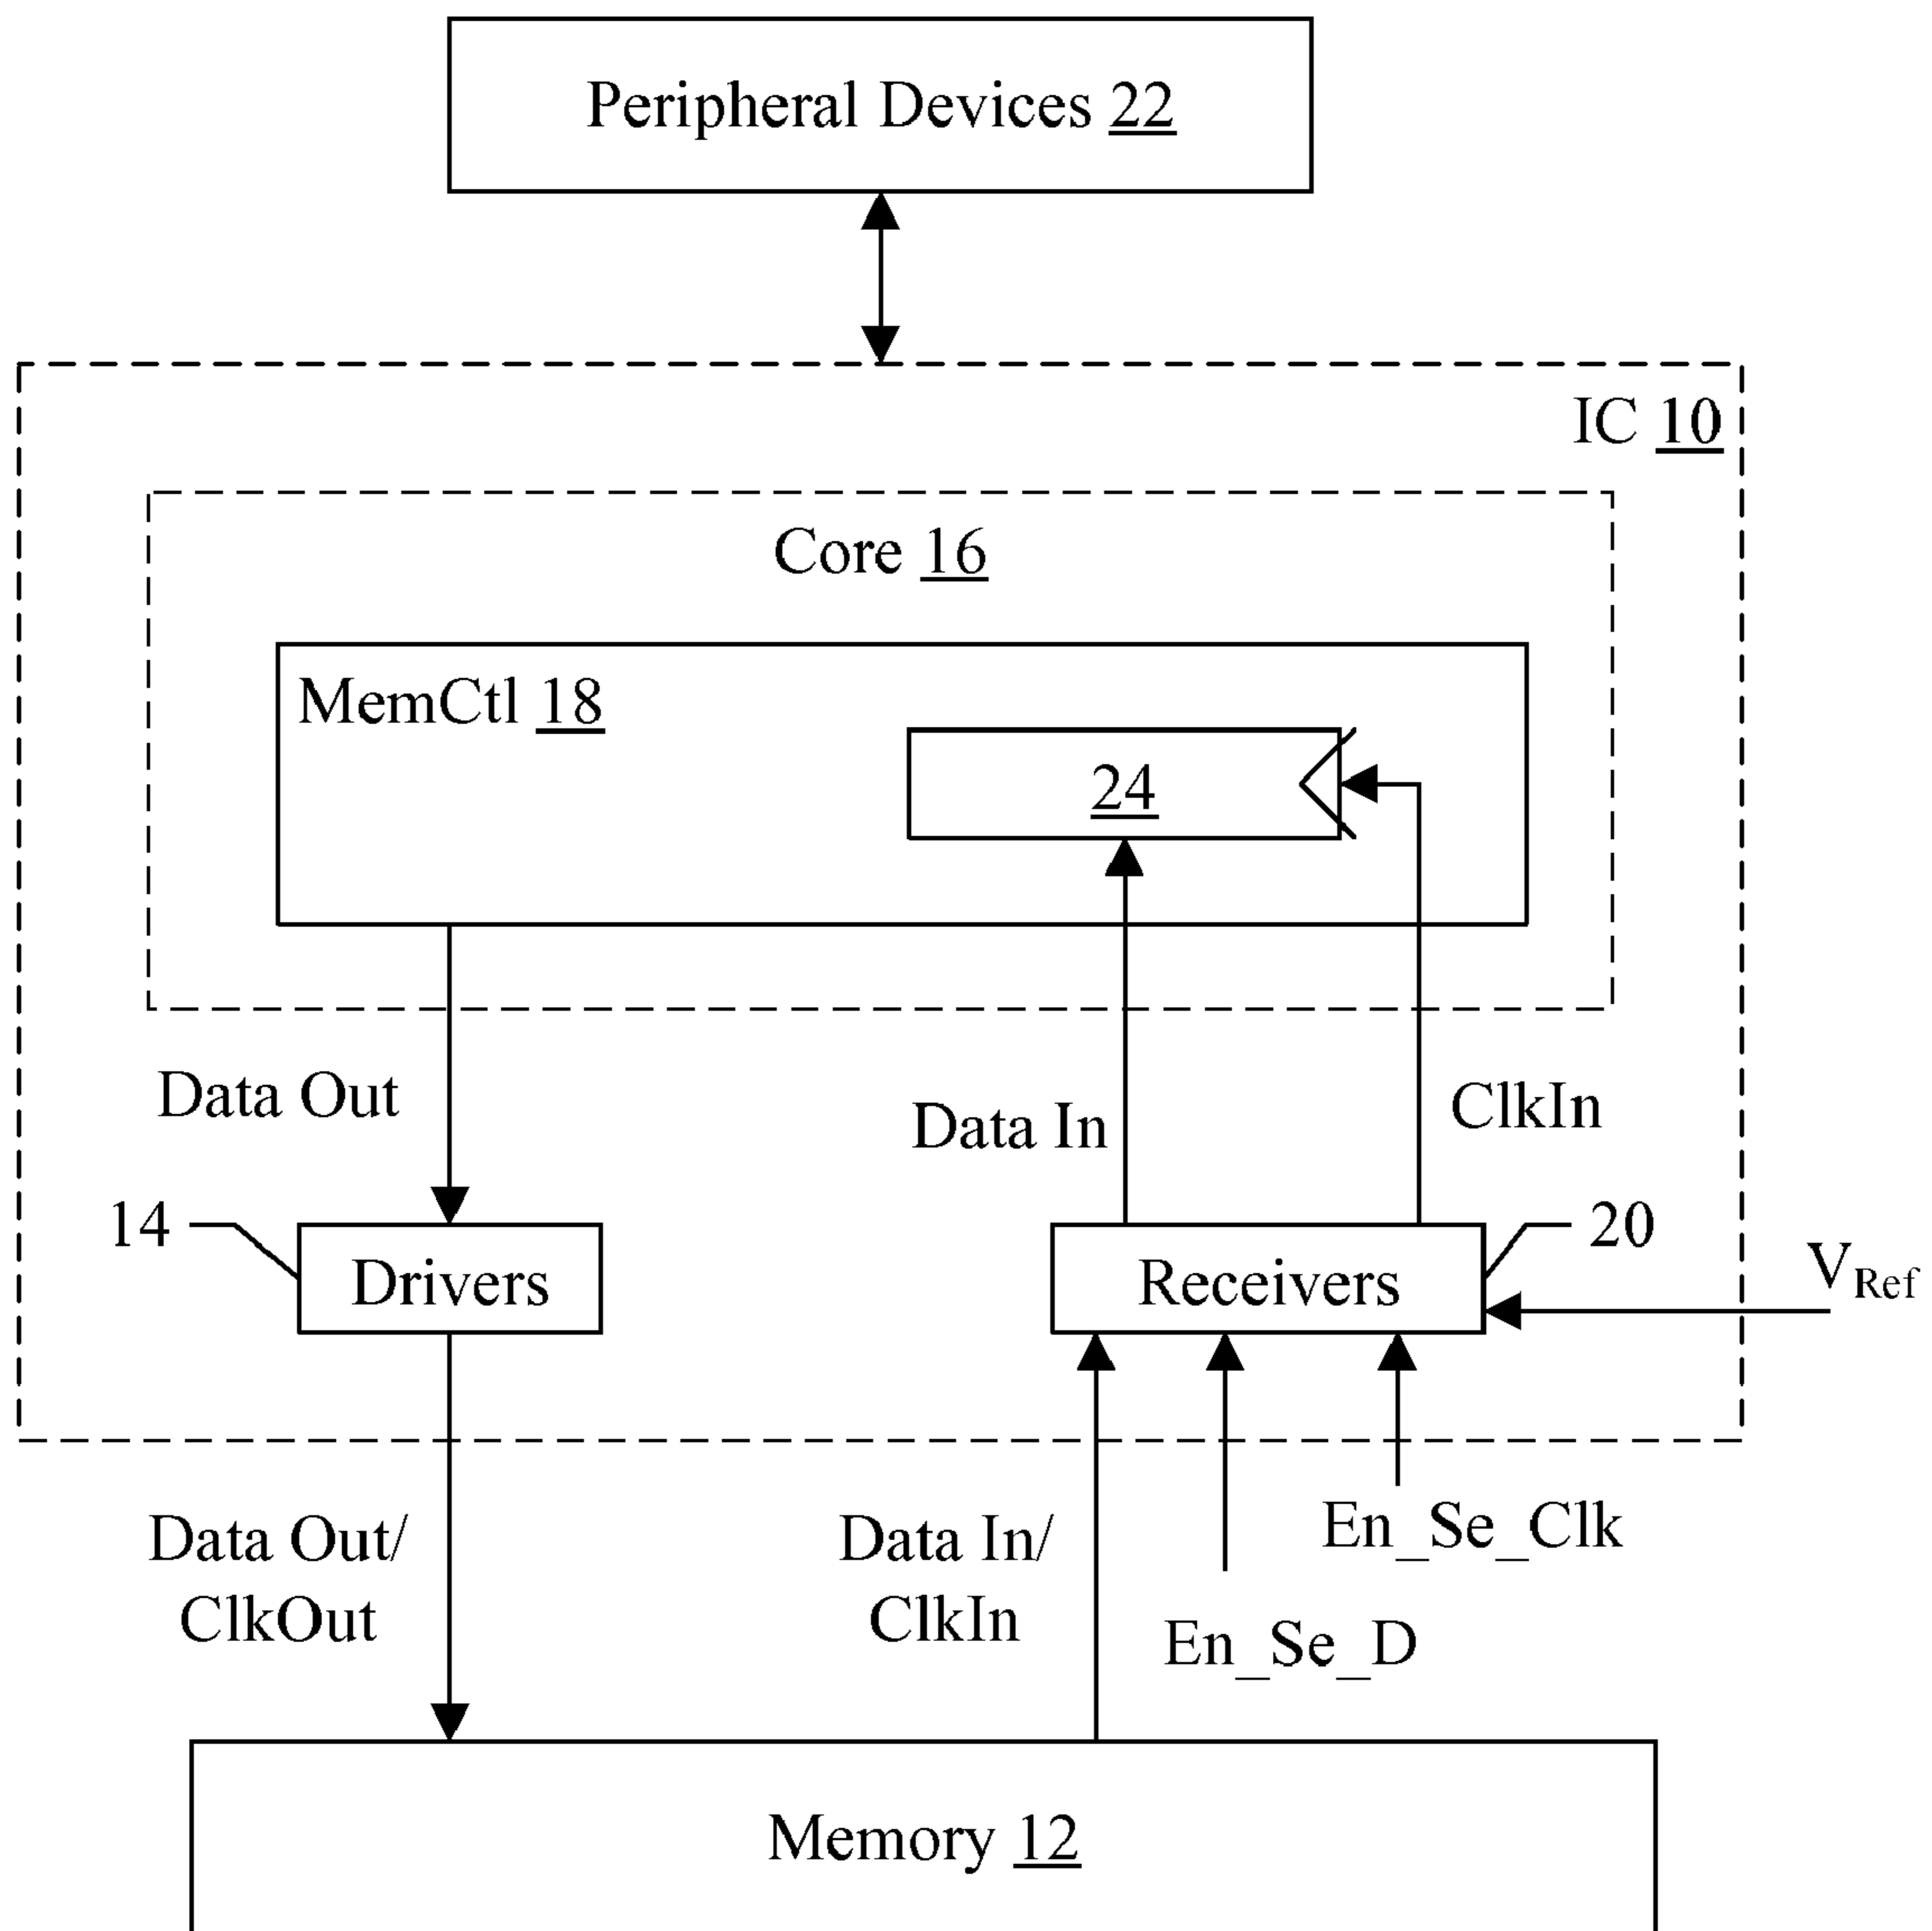 Peripheral Devices 22
IC 10
Core 16
MemCtl 18
24
Data Out
Data In
ClkIn
14
Drivers
Receivers
20
VRef
Data Out/
ClkOut
Data In/
ClkIn
En_Se_Clk
En_Se_D
Memory 12